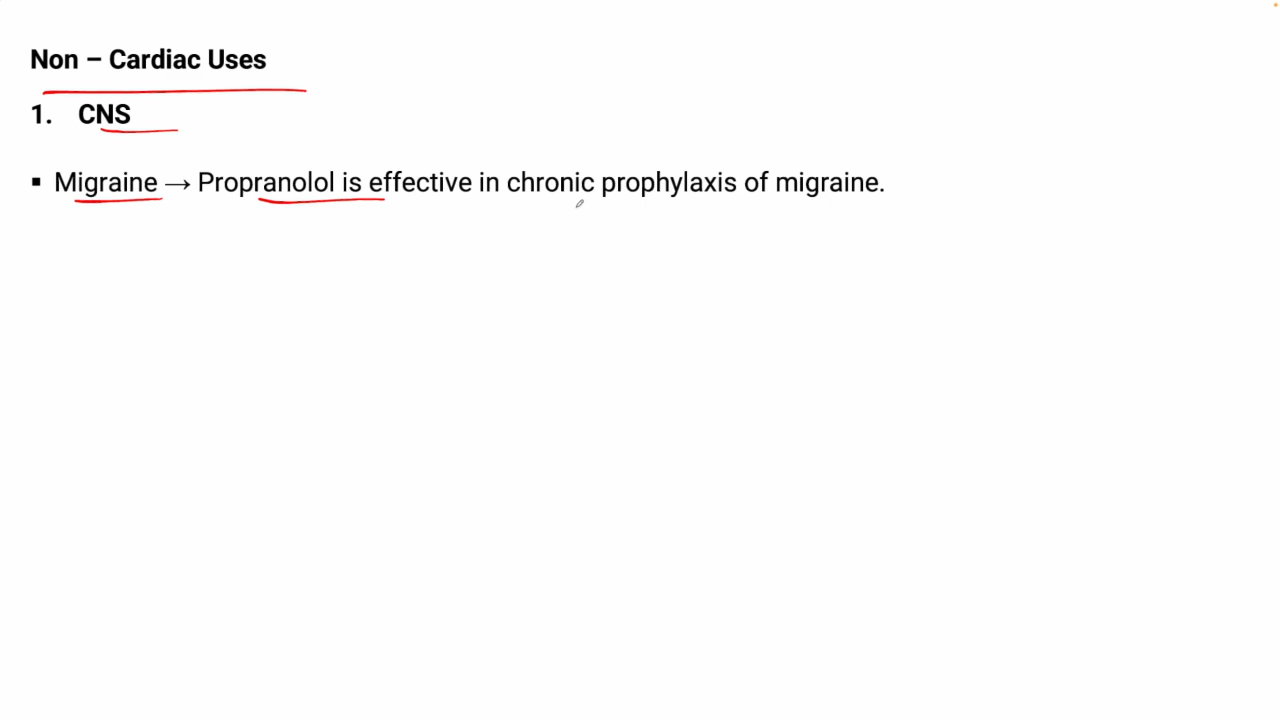 Non – Cardiac Uses
1. CNS
▪ Migraine → Propranolol is effective in chronic prophylaxis of migraine.